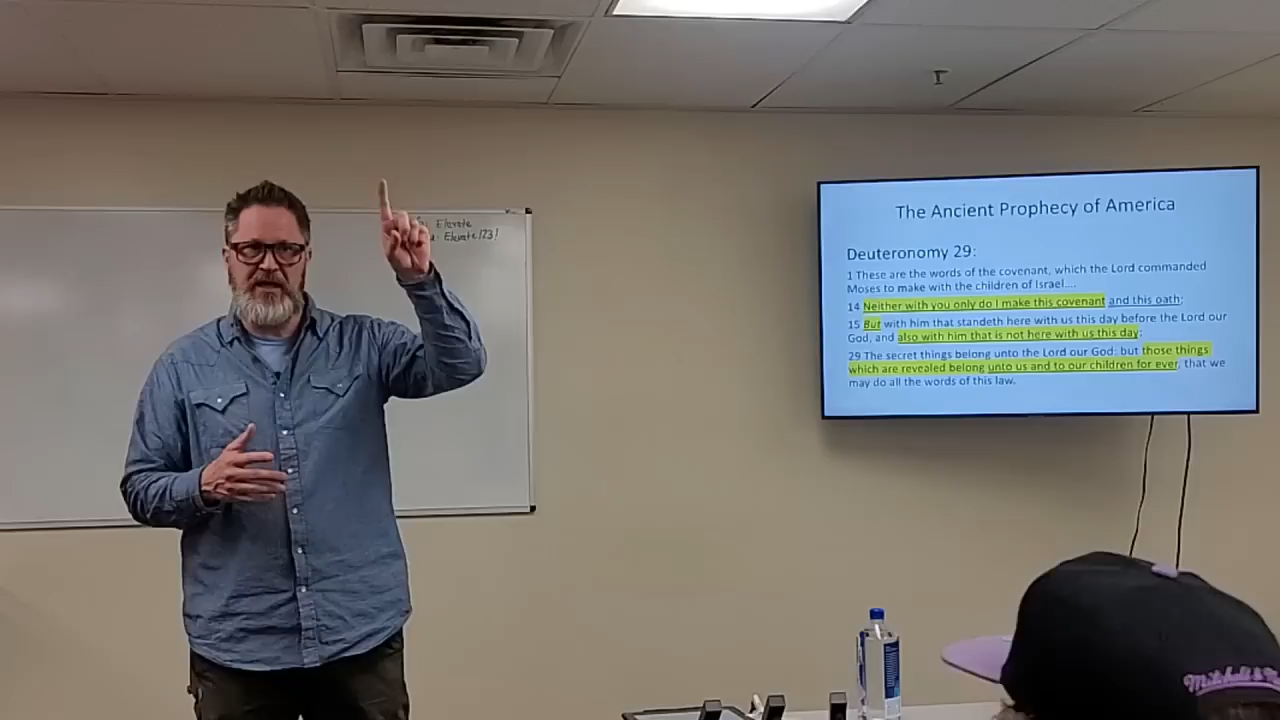 Elevate
Elevate123!
The Ancient Prophecy of America
Deuteronomy 29:
1 These are the words of the covenant, which the Lord commanded
Moses to make with the children of Israel....
14 Neither with you only do I make this covenant and this oath;
15 But with him that standeth here with us this day before the Lord our
God, and also with him that is not here with us this day:
29 The secret things belong unto the Lord our God: but those things
which are revealed belong unto us and to our children for ever, that we
may do all the words of this law.